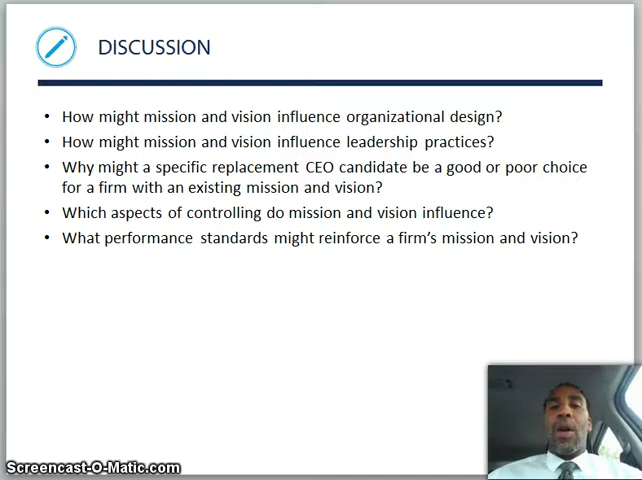 DISCUSSION
• How might mission and vision influence organizational design?
• How might mission and vision influence leadership practices?
• Why might a specific replacement CEO candidate be a good or poor choice
for a firm with an existing mission and vision?
• Which aspects of controlling do mission and vision influence?
• What performance standards might reinforce a firm's mission and vision?
Screencast-O-Matic.com